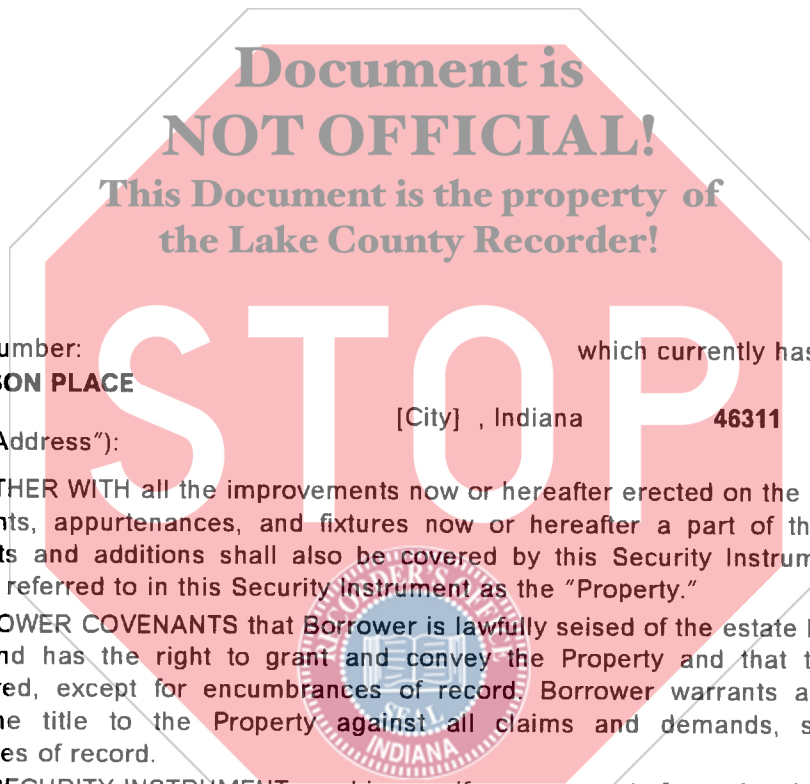 Document is
NOT OFFICIAL!
This Document is the property of
the Lake County Recorder!
STOP
umber: which currently has
SON PLACE
[City] , Indiana 46311
Address"):
THER WITH all the improvements now or hereafter erected on the
nts, appurtenances, and fixtures now or hereafter a part of th
ts and additions shall also be covered by this Security Instrum
referred to in this Security Instrument as the "Property."
OWER COVENANTS that Borrower is lawfully seised of the estate
nd has the right to grant and convey the Property and that t
red, except for encumbrances of record. Borrower warrants a
ne title to the Property against all claims and demands, s
es of record.
SEAL
INDIANA